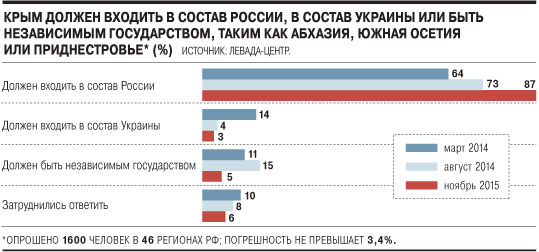 КРЫМ ДОЛЖЕН ВХОДИТЬ В СОСТАВ РОССИИ, В СОСТАВ УКРАИНЫ ИЛИ БЫТЬ
НЕЗАВИСИМЫМ ГОСУДАРСТВОМ, ТАКИМ КАК АБХАЗИЯ, ЮЖНАЯ ОСЕТИЯ
ИЛИ ПРИДНЕСТРОВЬЕ* (%) ИСТОЧНИК: ЛЕВАДА-ЦЕНТР.
64
Должен входить в состав России 73
87
14
Должен входить в состав Украины 4
3
11
Должен быть независимым государством 15
5
10
Затруднились ответить 8
6
март 2014
август 2014
ноябрь 2015
*ОПРОШЕНО 1600 ЧЕЛОВЕК В 46 РЕГИОНАХ РФ; ПОГРЕШНОСТЬ НЕ ПРЕВЫШАЕТ 3,4%.